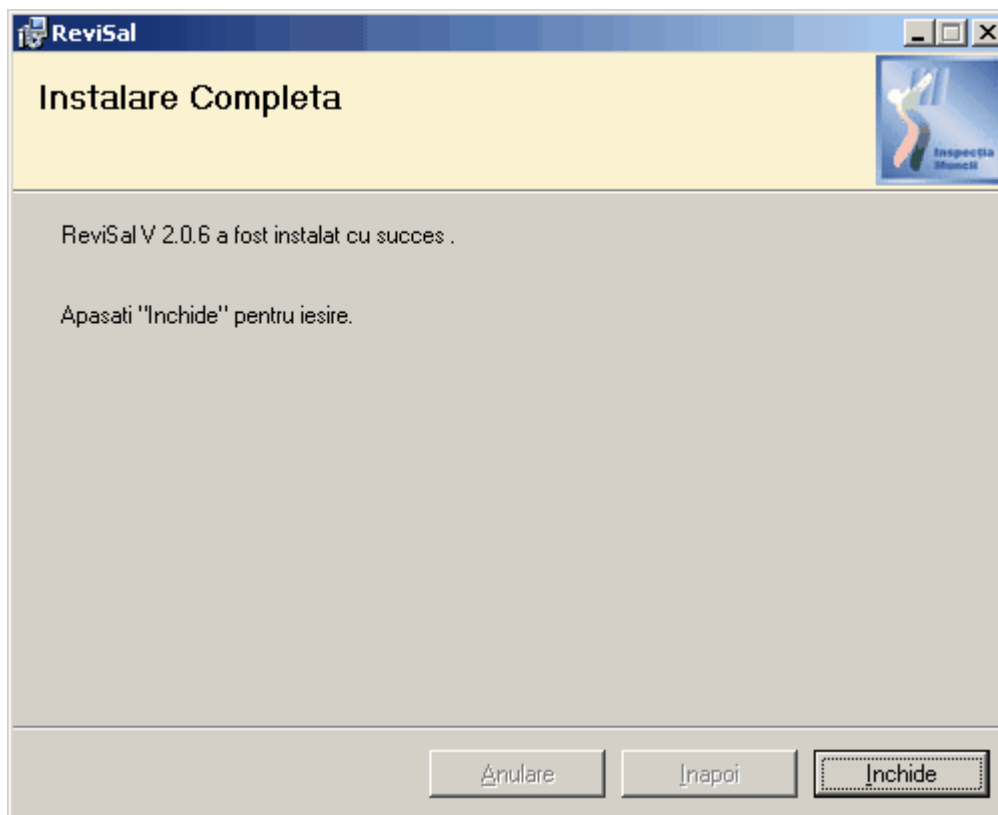 ReviSal
Instalare Completa
Inspecția
Muncii
ReviSal V 2.0.6 a fost instalat cu succes .
Apasati "Inchide" pentru iesire.
Anulare
Inapoi
Inchide